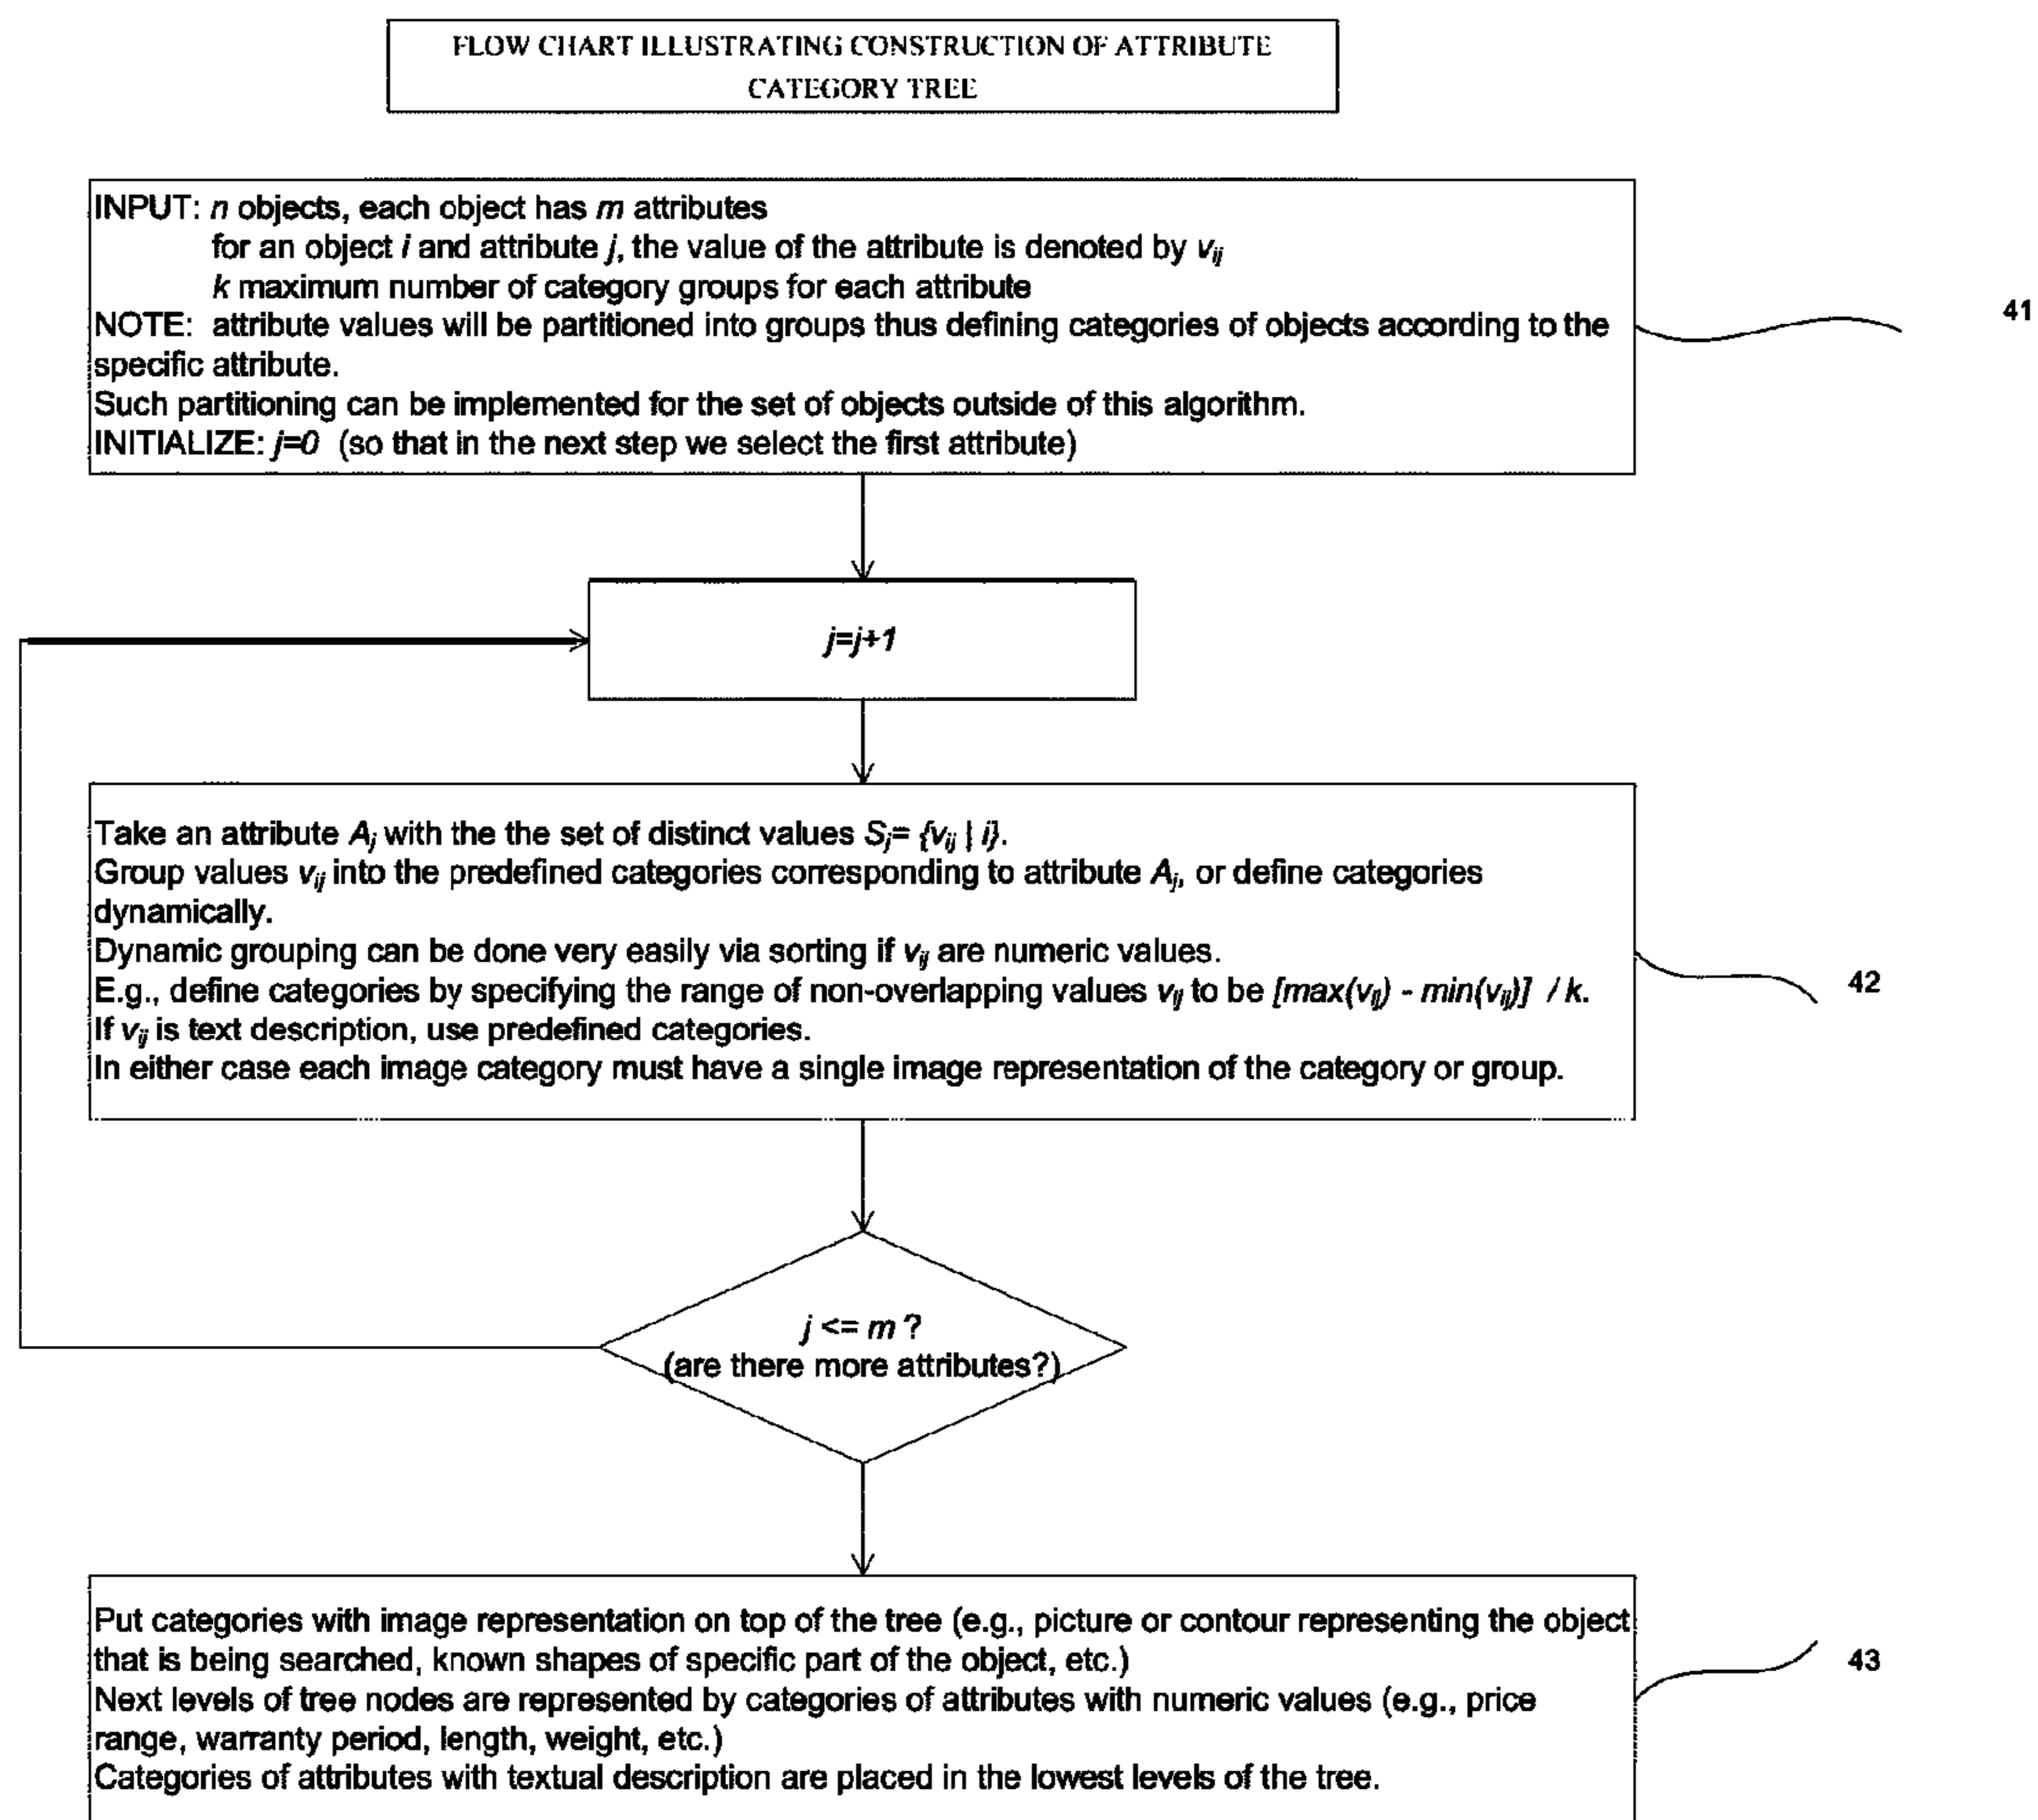 FLOW CHART ILLUSTRATING CONSTRUCTION OF ATTRIBUTE
CATEGORY TREE
INPUT: n objects, each object has m attributes
for an object i and attribute j, the value of the attribute is denoted by vij
k maximum number of category groups for each attribute
NOTE: attribute values will be partitioned into groups thus defining categories of objects according to the
specific attribute.
Such partitioning can be implemented for the set of objects outside of this algorithm.
INITIALIZE: j=0 (so that in the next step we select the first attribute)
41
j=j+1
Take an attribute Aj with the the set of distinct values Sj= {vij | i}.
Group values vij into the predefined categories corresponding to attribute Aj, or define categories
dynamically.
Dynamic grouping can be done very easily via sorting if vij are numeric values.
E.g., define categories by specifying the range of non-overlapping values vij to be [max(vij) - min(vij)] / k.
If vij is text description, use predefined categories.
In either case each image category must have a single image representation of the category or group.
42
j <= m ?
(are there more attributes?)
Put categories with image representation on top of the tree (e.g., picture or contour representing the object
that is being searched, known shapes of specific part of the object, etc.)
Next levels of tree nodes are represented by categories of attributes with numeric values (e.g., price
range, warranty period, length, weight, etc.)
Categories of attributes with textual description are placed in the lowest levels of the tree.
43